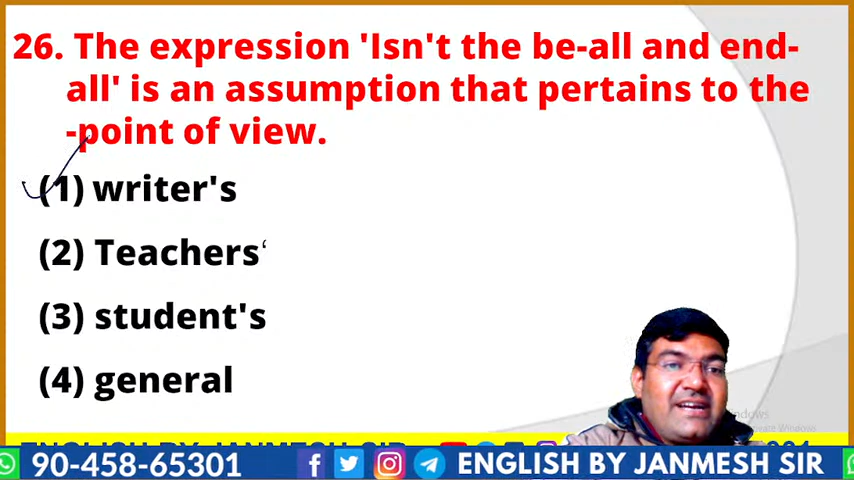 26. The expression 'Isn't the be-all and end-
all' is an assumption that pertains to the
-point of view.
(1) writer's
(2) Teachers‘
(3) student's
(4) general
90-458-65301
ENGLISH BY JANMESH SIR